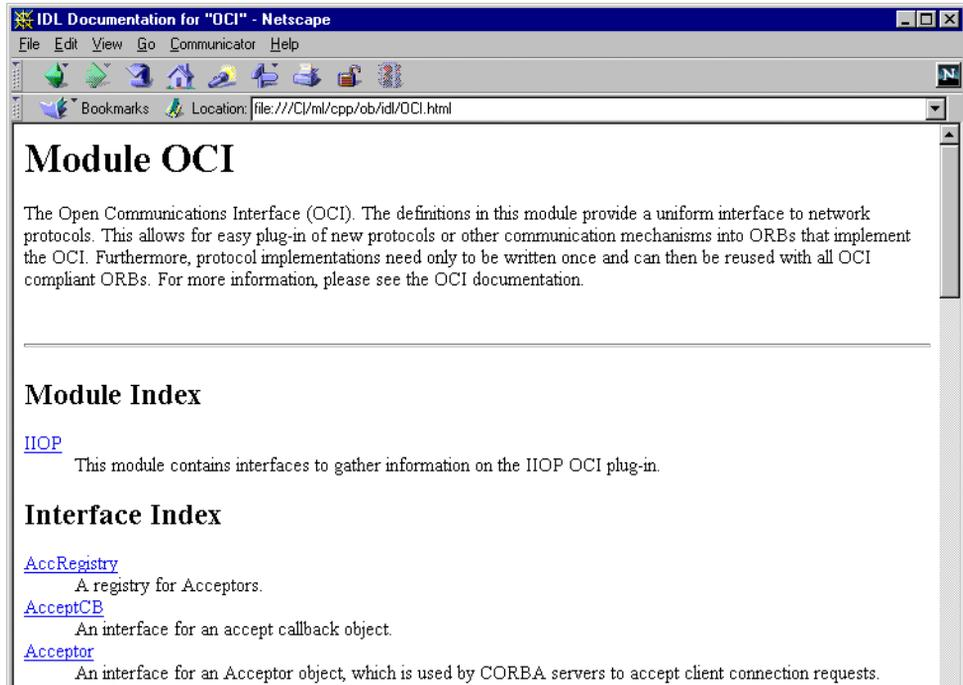 IDL Documentation for "OCI" - Netscape
File Edit View Go Communicator Help
N
Bookmarks Location: file:///C|/ml/cpp/ob/idl/OCI.html
Module OCI
The Open Communications Interface (OCI). The definitions in this module provide a uniform interface to network
protocols. This allows for easy plug-in of new protocols or other communication mechanisms into ORBs that implement
the OCI. Furthermore, protocol implementations need only to be written once and can then be reused with all OCI
compliant ORBs. For more information, please see the OCI documentation.
Module Index
IIOP
This module contains interfaces to gather information on the IIOP OCI plug-in.
Interface Index
AccRegistry
A registry for Acceptors.
AcceptCB
An interface for an accept callback object.
Acceptor
An interface for an Acceptor object, which is used by CORBA servers to accept client connection requests.